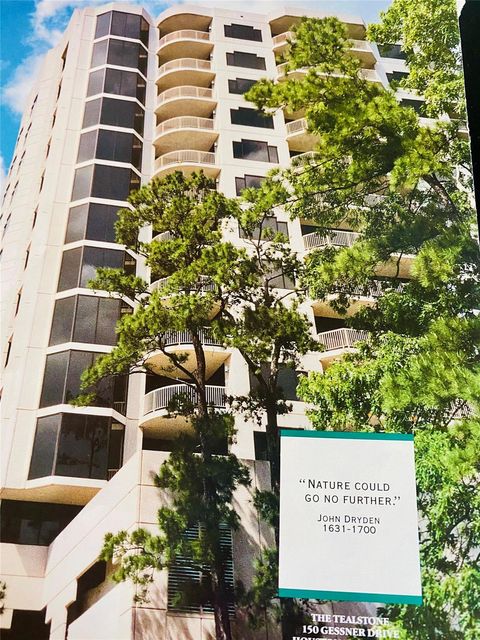 “NATURE COULD
GO NO FURTHER.”
JOHN DRYDEN
1631-1700
THE TEALSTONE
150 GESSNER DRIVE